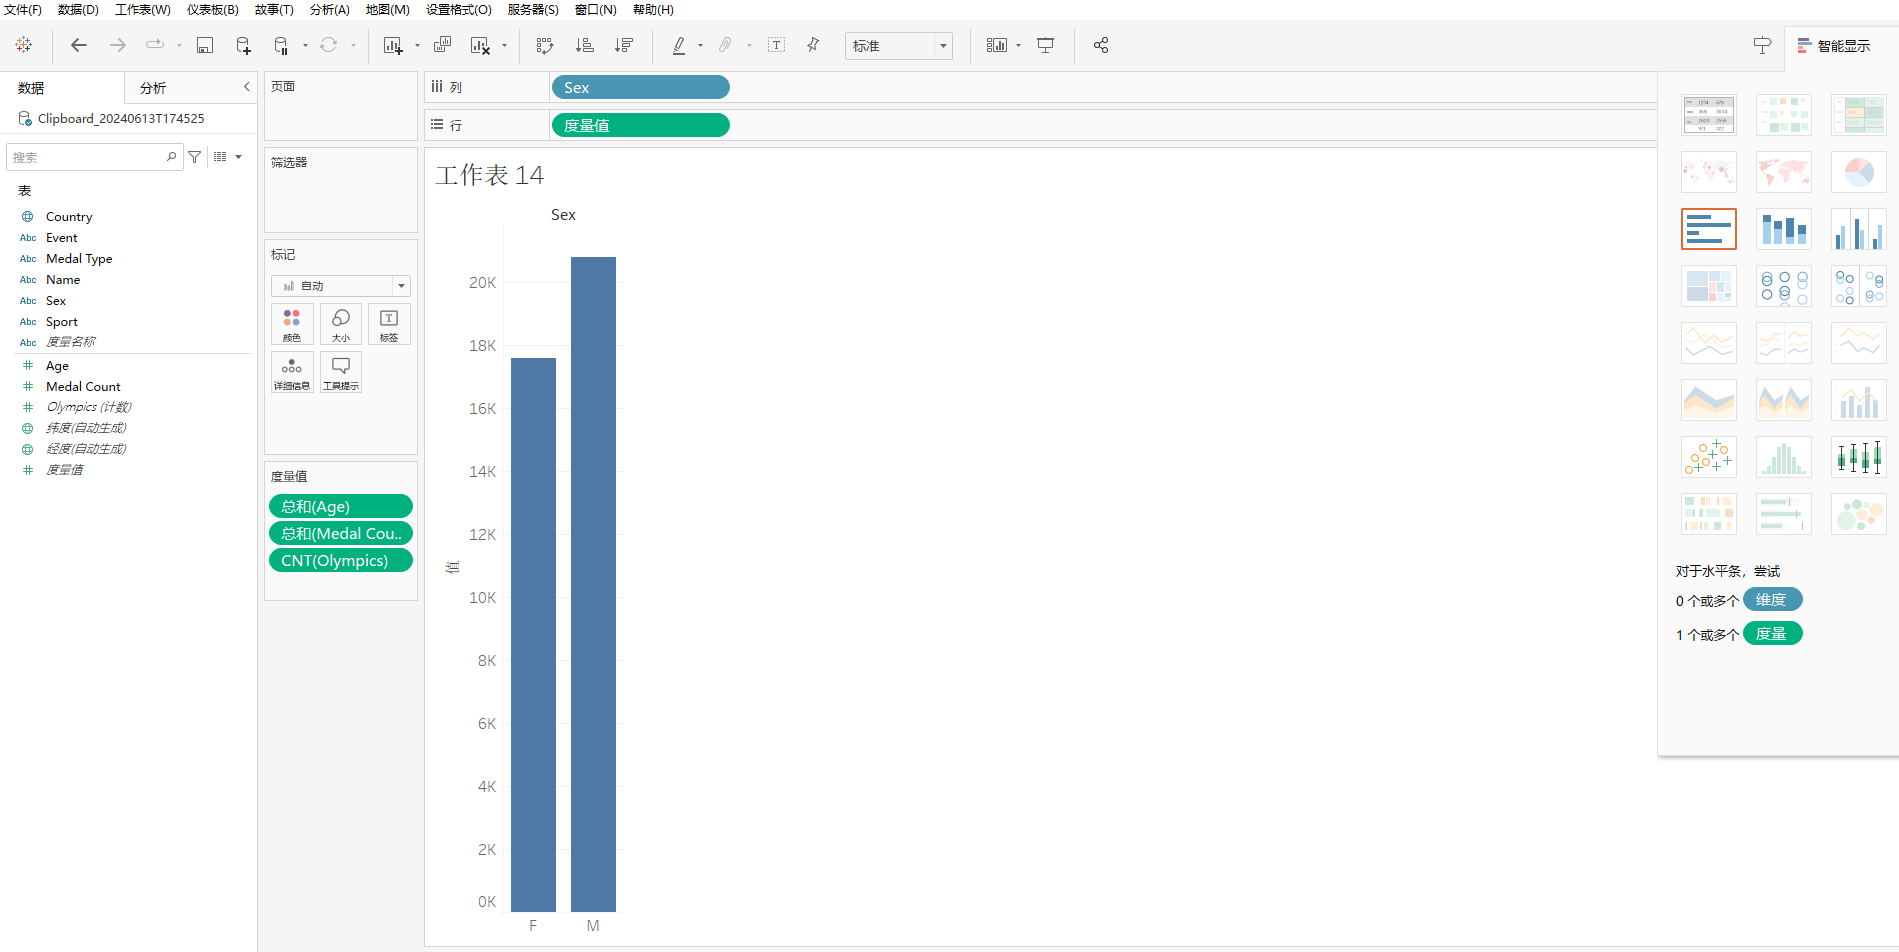 文件(F) 数据(D) 工作表(W) 仪表板(B) 故事(T) 分析(A) 地图(M) 设置格式(O) 服务器(S) 窗口(N) 帮助(H)
标准
智能显示
数据 分析
Clipboard_20240613T174525
搜索
表
Country
Abc Event
Abc Medal Type
Abc Name
Abc Sex
Abc Sport
Abc 度量名称
Age
Medal Count
Olympics (计数)
纬度(自动生成)
经度(自动生成)
度量值
页面
筛选器
标记
自动
颜色 大小 标签
详细信息 工具提示
度量值
总和(Age)
总和(Medal Cou..
CNT(Olympics)
列 Sex
行 度量值
工作表 14
Sex
20K
18K
16K
14K
12K
10K
8K
6K
4K
2K
0K
值
F M
对于水平条，尝试
0 个或多个 维度
1 个或多个 度量